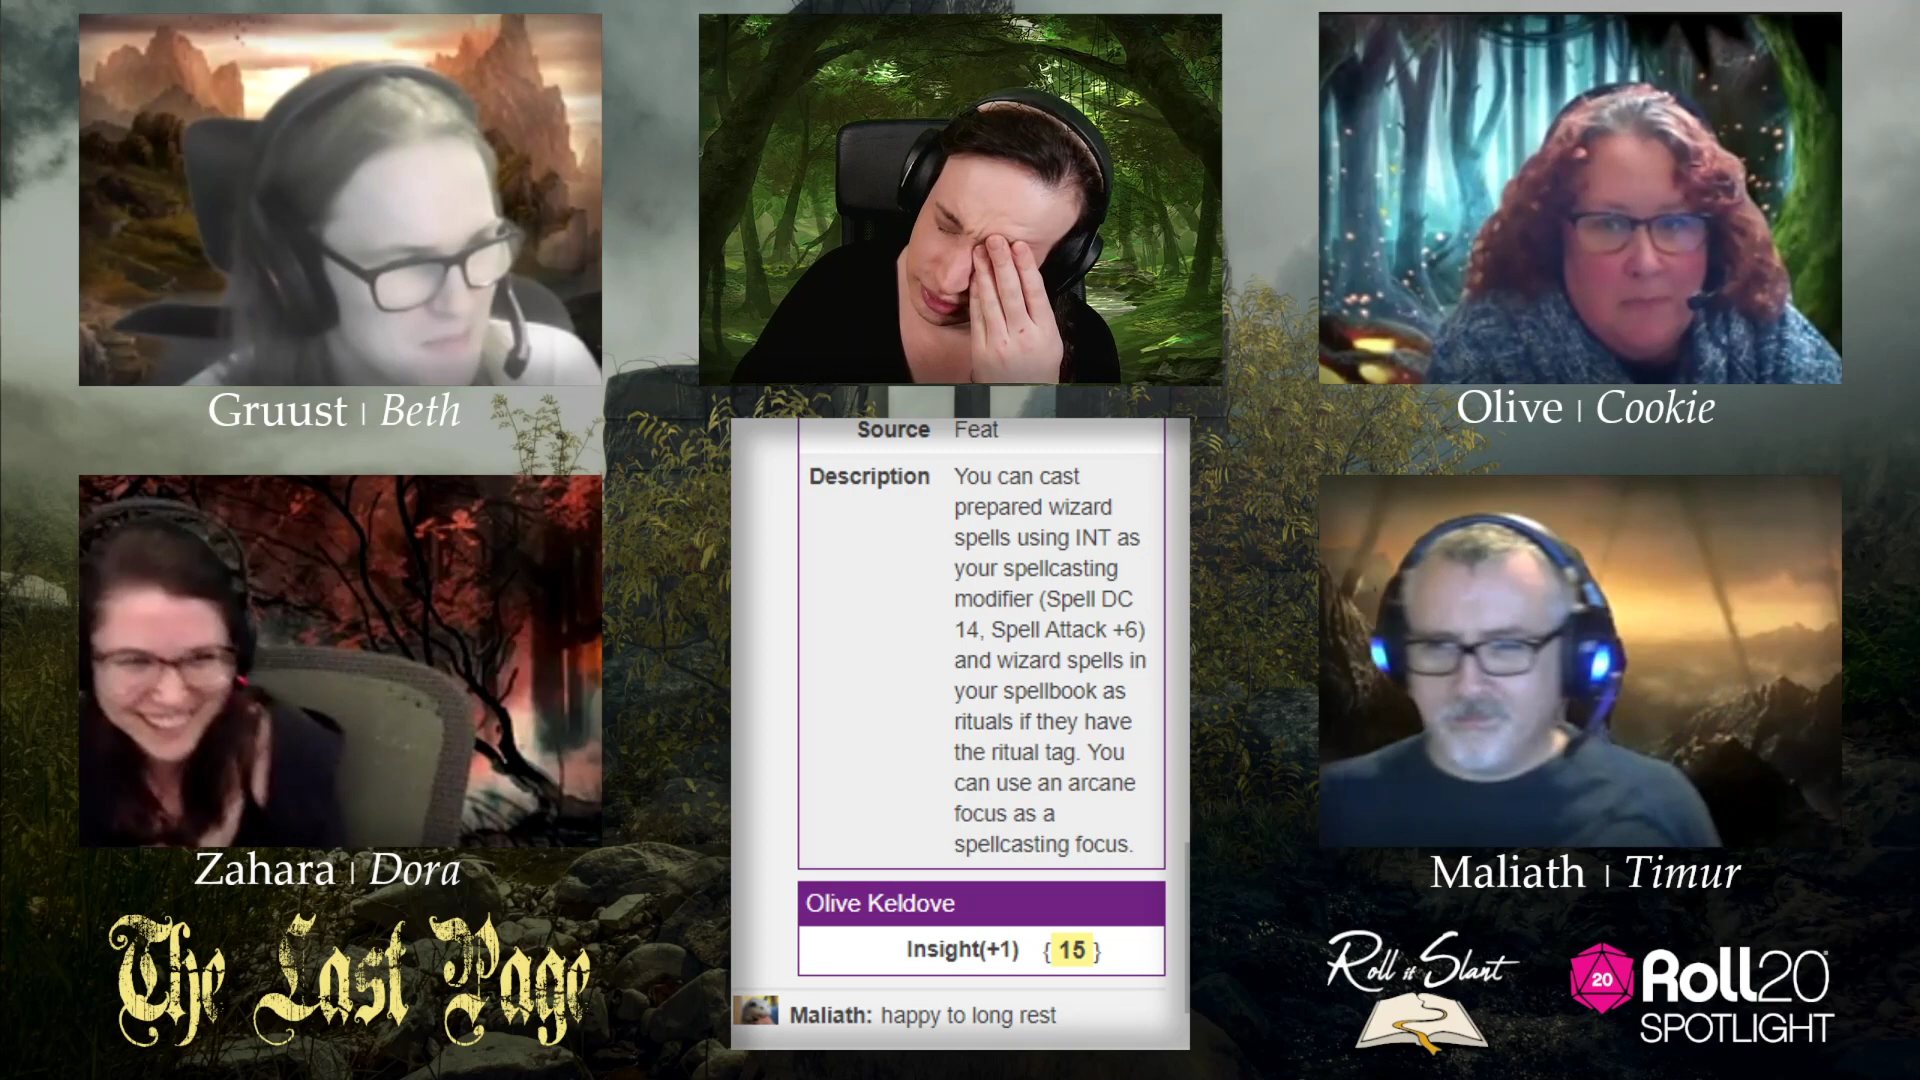 Gruust | Beth
Olive | Cookie
Source Feat
Description You can cast
prepared wizard
spells using INT as
your spellcasting
modifier (Spell DC
14, Spell Attack +6)
and wizard spells in
your spellbook as
rituals if they have
the ritual tag. You
can use an arcane
focus as a
spellcasting focus.
Olive Keldove
Insight(+1) {15}
Maliath: happy to long rest
Zahara | Dora
Maliath | Timur
The Last Page
Roll it Slant
20
Roll20
SPOTLIGHT